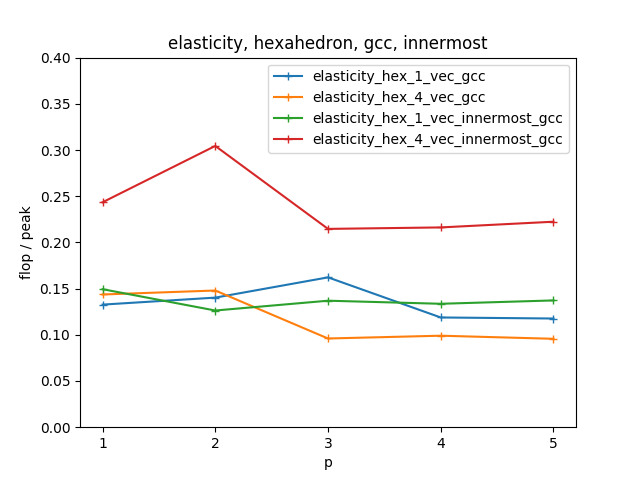 elasticity, hexahedron, gcc, innermost
elasticity_hex_1_vec_gcc
elasticity_hex_4_vec_gcc
elasticity_hex_1_vec_innermost_gcc
elasticity_hex_4_vec_innermost_gcc
flop / peak
0.40
0.35
0.30
0.25
0.20
0.15
0.10
0.05
0.00
1 2 3 4 5
p